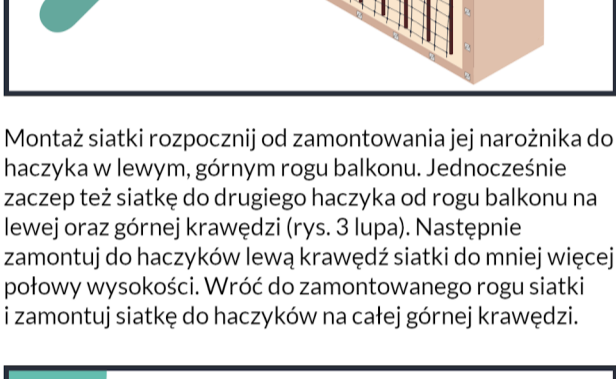 Montaż siatki rozpocznij od zamontowania jej narożnika do
haczyka w lewym, górnym rogu balkonu. Jednocześnie
zaczep też siatkę do drugiego haczyka od rogu balkonu na
lewej oraz górnej krawędzi (rys. 3 lupa). Następnie
zamontuj do haczyków lewą krawędź siatki do mniej więcej
połowy wysokości. Wróć do zamontowanego rogu siatki
i zamontuj siatkę do haczyków na całej górnej krawędzi.